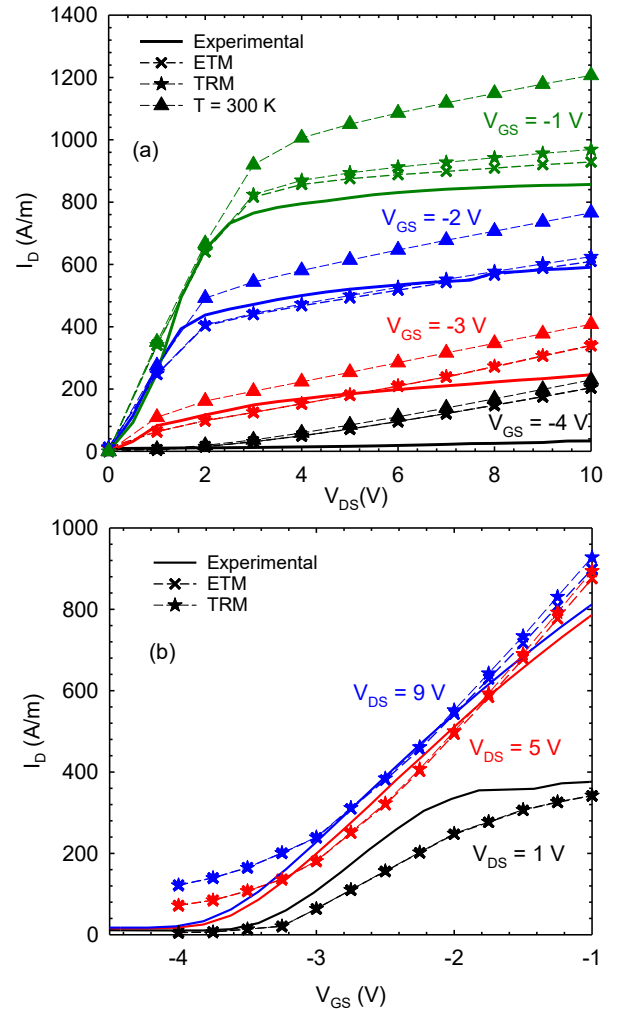 1400
1200
1000
800
600
400
200
0
I_D (A/m)
Experimental
ETM
TRM
T = 300 K
(a)
V_GS = -1 V
V_GS = -2 V
V_GS = -3 V
V_GS = -4 V
0 2 4 6 8 10
V_DS(V)
1000
800
600
400
200
0
I_D (A/m)
Experimental
ETM
TRM
(b)
V_DS = 9 V
V_DS = 5 V
V_DS = 1 V
-4 -3 -2 -1
V_GS (V)